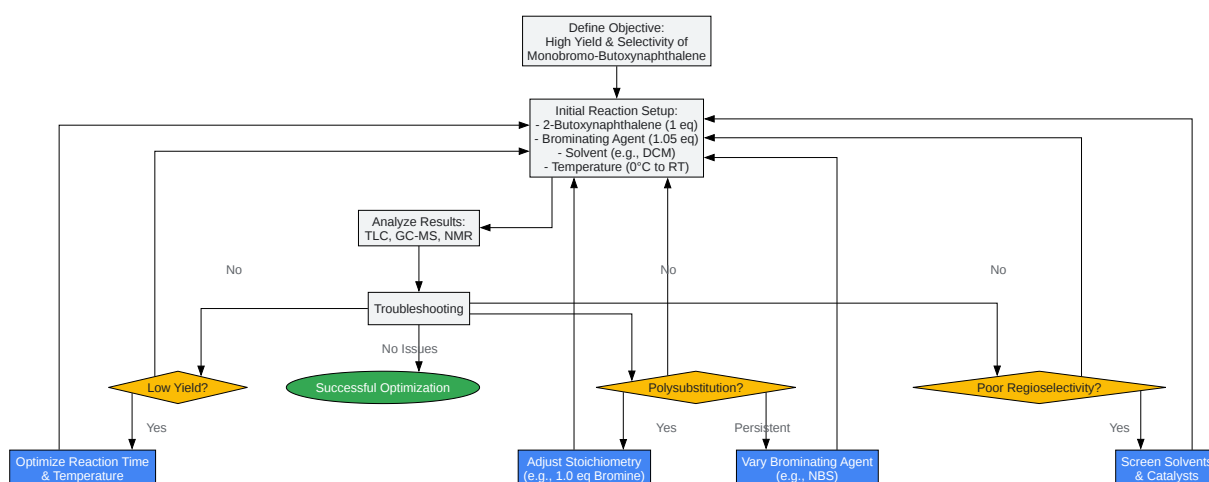 Define Objective:
High Yield & Selectivity of
Monobromo-Butoxynaphthalene
Initial Reaction Setup:
- 2-Butoxynaphthalene (1 eq)
- Brominating Agent (1.05 eq)
- Solvent (e.g., DCM)
- Temperature (0°C to RT)
Analyze Results:
TLC, GC-MS, NMR
No
No
No
Troubleshooting
No Issues
Low Yield?
Successful Optimization
Polysubstitution?
Poor Regioselectivity?
Yes
Yes
Persistent
Yes
Optimize Reaction Time
& Temperature
Adjust Stoichiometry
(e.g., 1.0 eq Bromine)
Vary Brominating Agent
(e.g., NBS)
Screen Solvents
& Catalysts